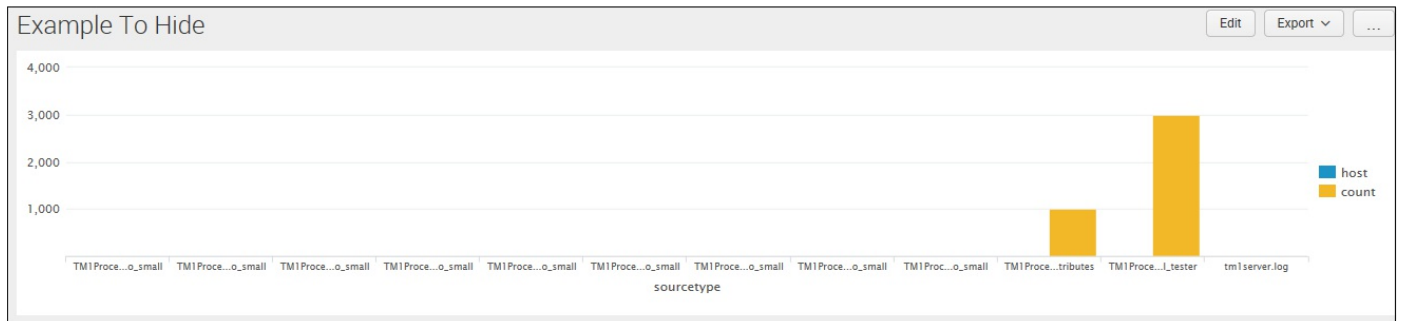 Example To Hide
Edit
Export
...
4,000
3,000
2,000
1,000
host
count
TM1Proce...o_small
TM1Proce...o_small
TM1Proce...o_small
TM1Proce...o_small
TM1Proce...o_small
TM1Proce...o_small
TM1Proce...o_small
TM1Proce...o_small
TM1Proc...o_small
TM1Proce...tributes
TM1Proce...l_tester
tm1server.log
sourcetype